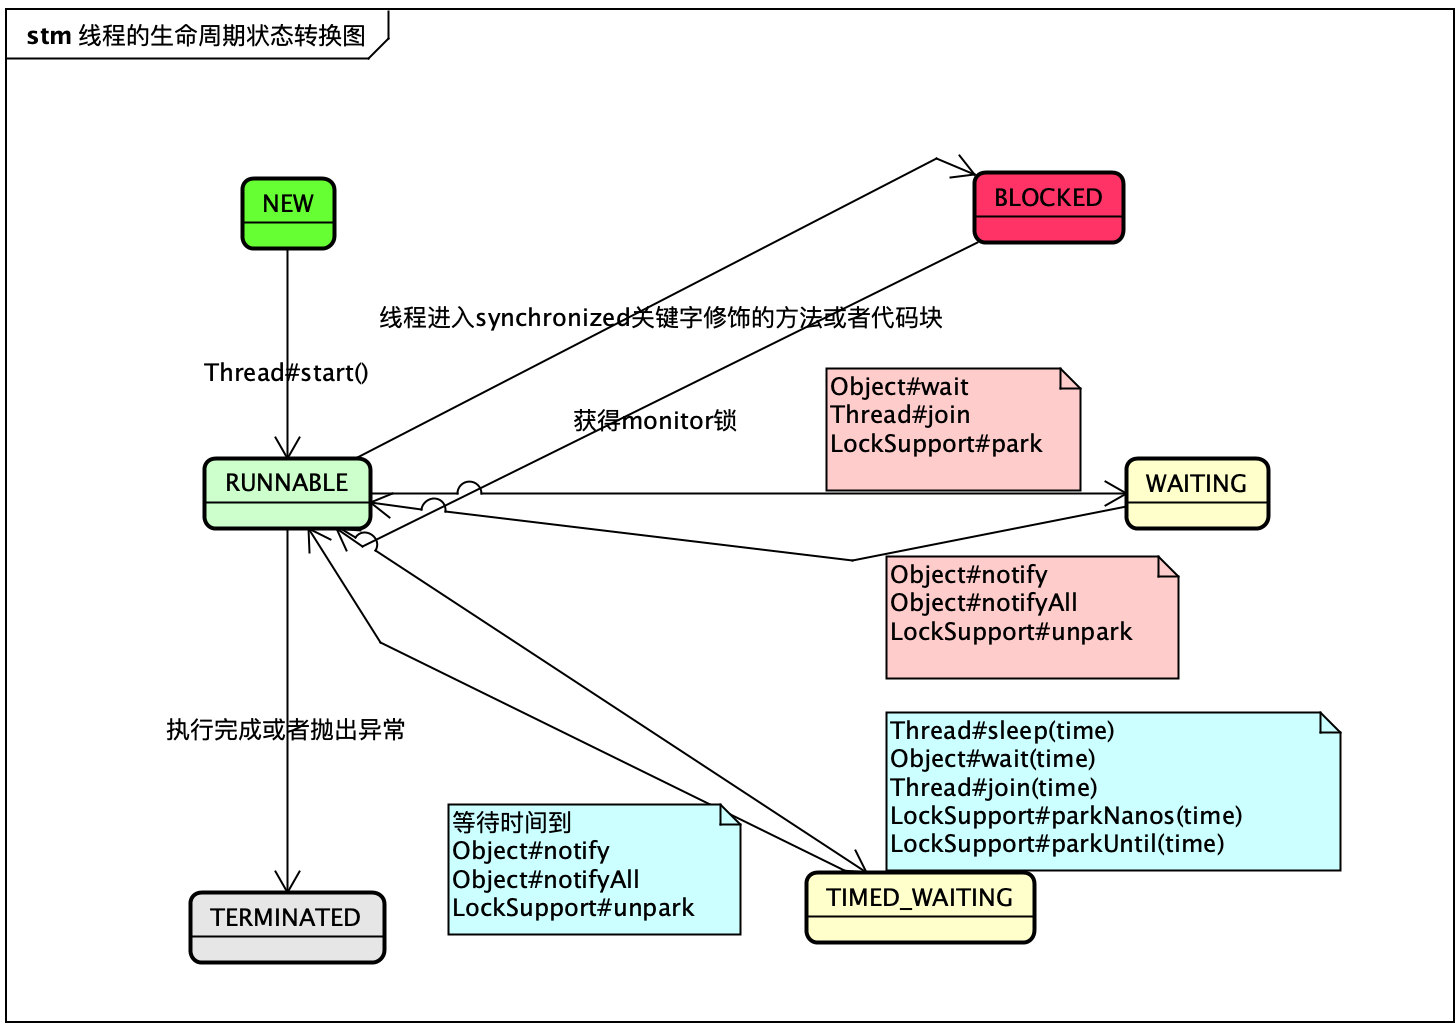 stm 线程的生命周期状态转换图
NEW
BLOCKED
线程进入synchronized关键字修饰的方法或者代码块
Thread#start()
Object#wait
Thread#join
LockSupport#park
获得monitor锁
RUNNABLE
WAITING
Object#notify
Object#notifyAll
LockSupport#unpark
执行完成或者抛出异常
Thread#sleep(time)
Object#wait(time)
Thread#join(time)
LockSupport#parkNanos(time)
LockSupport#parkUntil(time)
等待时间到
Object#notify
Object#notifyAll
LockSupport#unpark
TERMINATED
TIMED_WAITING